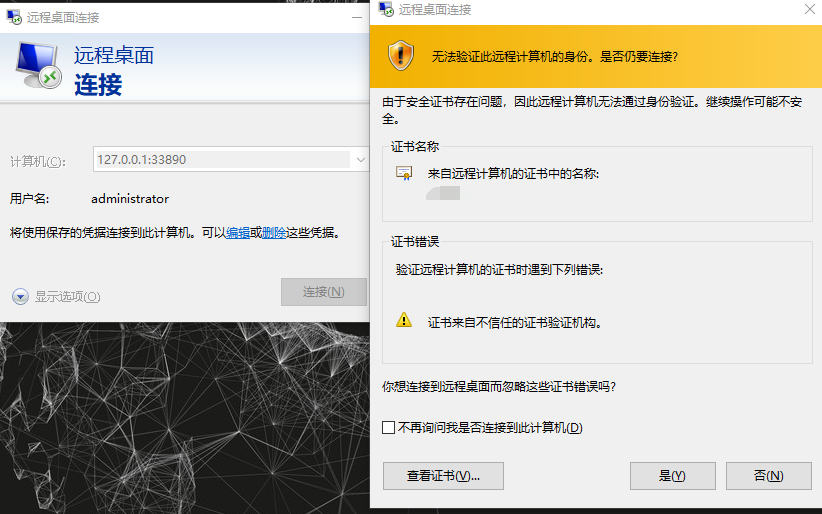 远程桌面连接
远程桌面
连接
计算机(C):
127.0.0.1:33890
用户名:
administrator
将使用保存的凭据连接到此计算机。可以编辑或删除这些凭据。
显示选项(O)
连接(N)
远程桌面连接
无法验证此远程计算机的身份。是否仍要连接?
由于安全证书存在问题，因此远程计算机无法通过身份验证。继续操作可能不安
全。
证书名称
来自远程计算机的证书中的名称:
证书错误
验证远程计算机的证书时遇到下列错误:
证书来自不信任的证书验证机构。
你想连接到远程桌面而忽略这些证书错误吗?
不再询问我是否连接到此计算机(D)
查看证书(V)...
是(Y)
否(N)